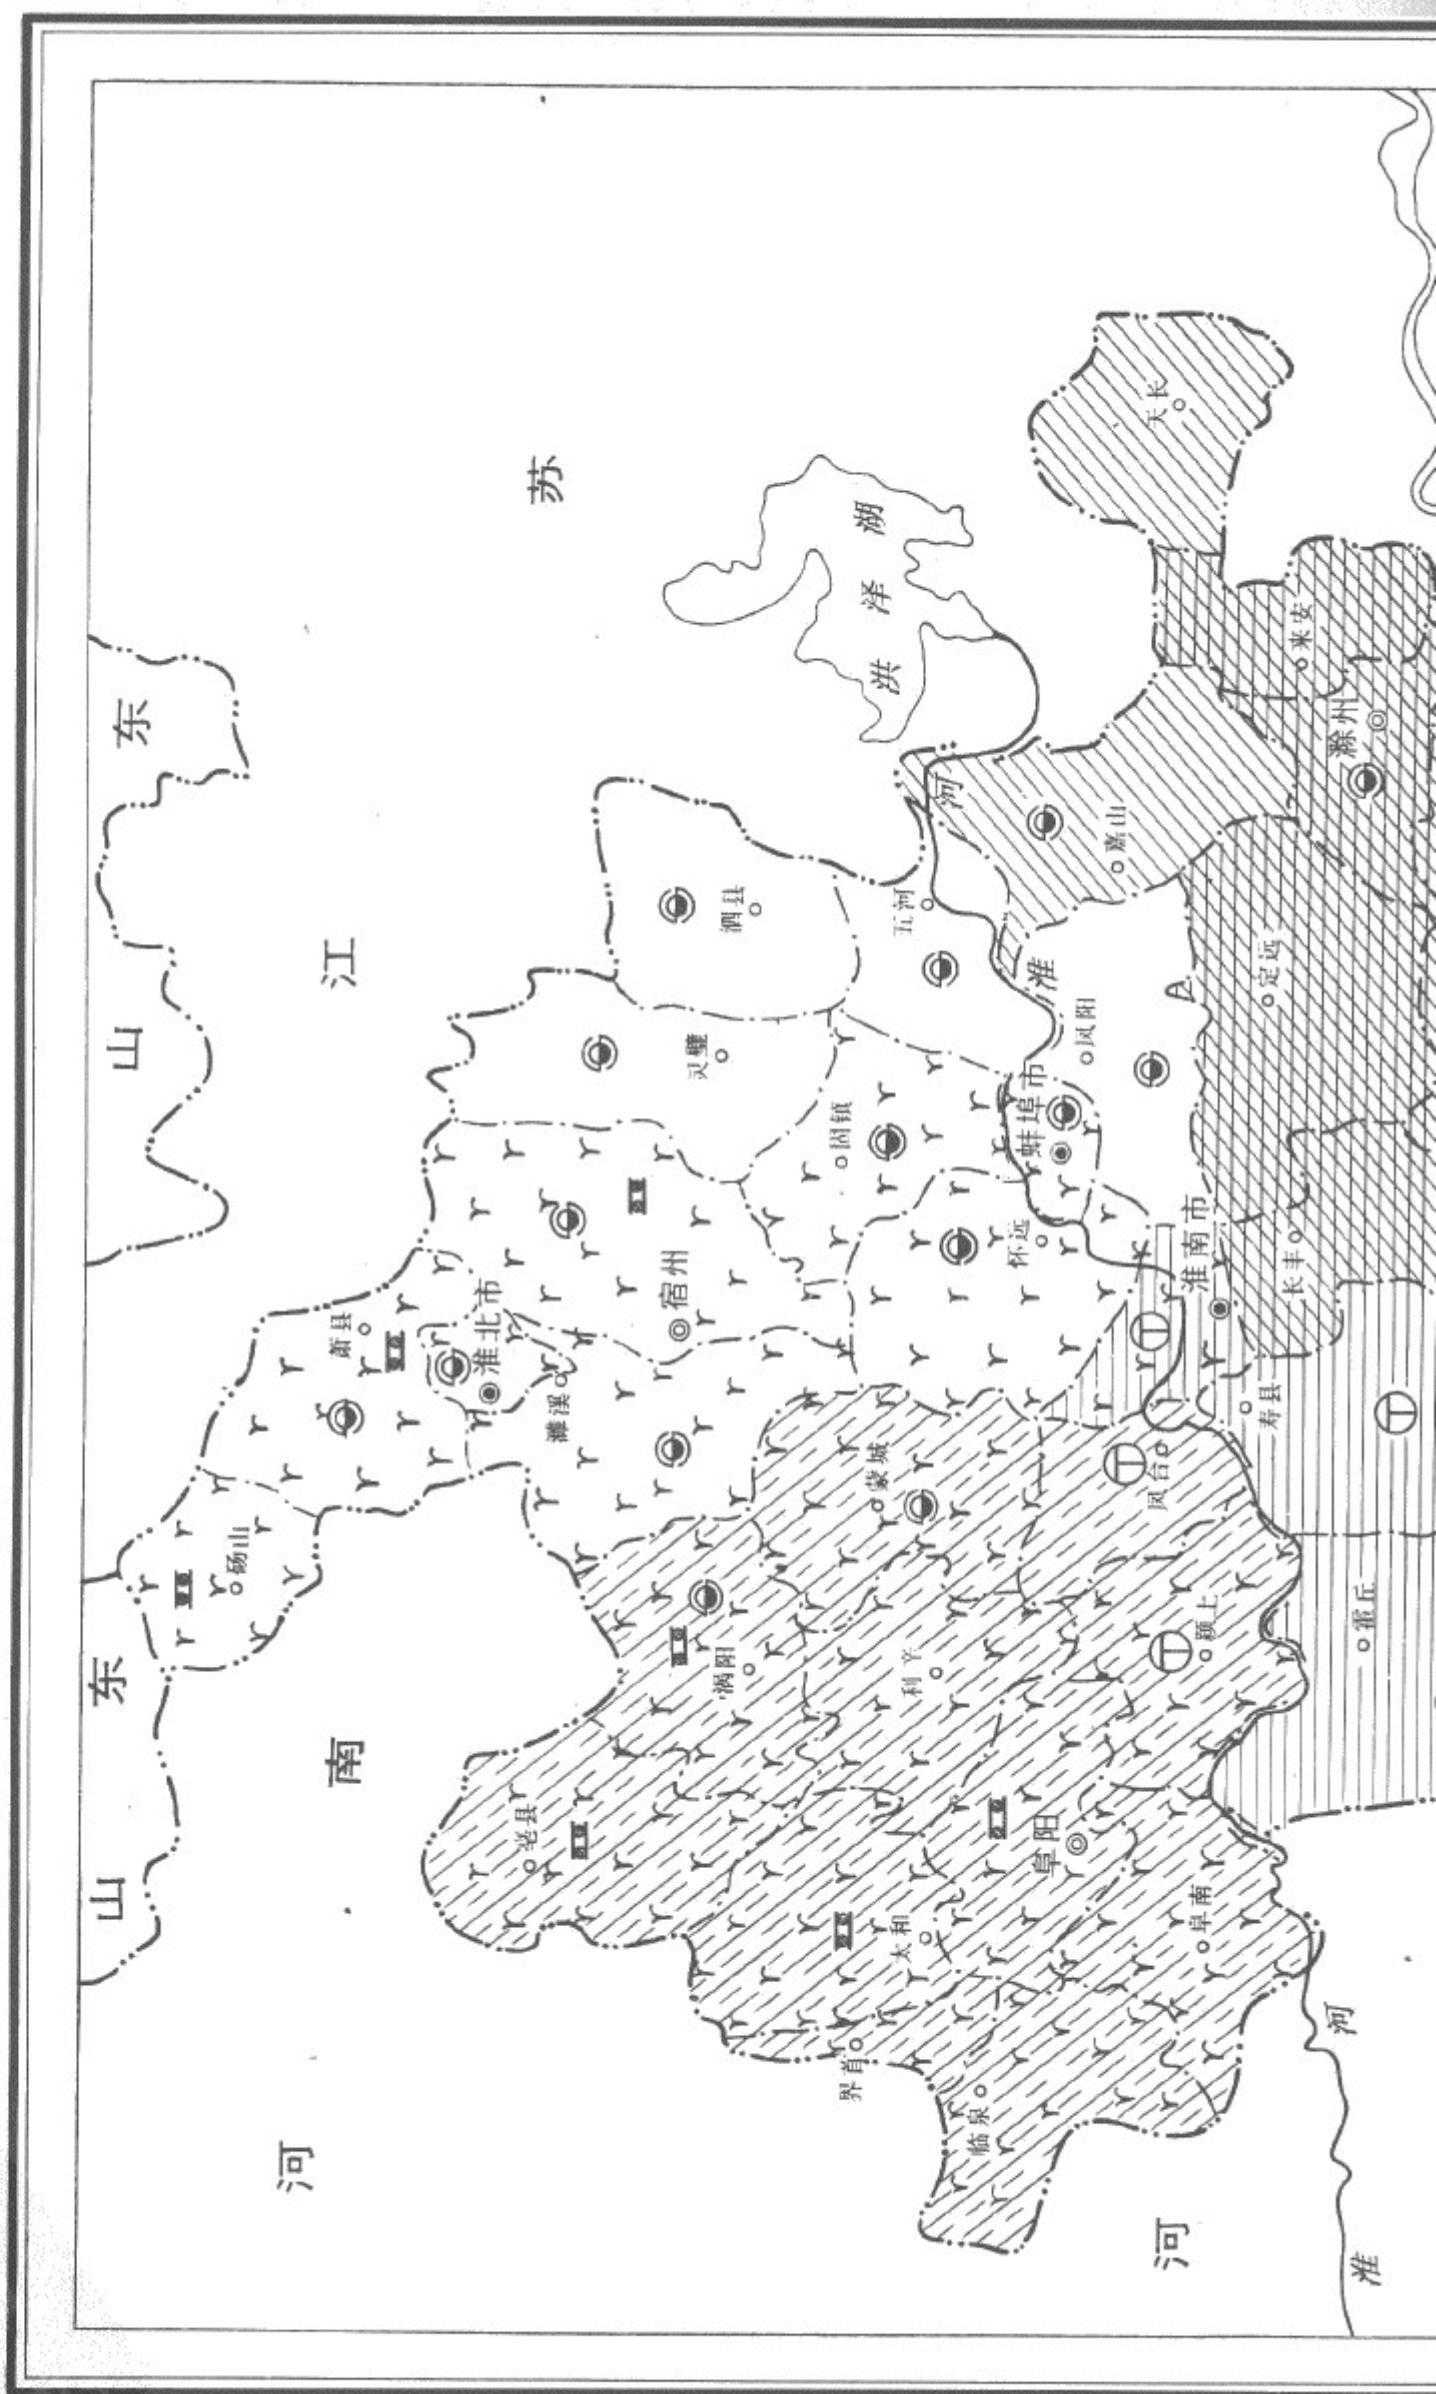 山
东
山
东
河
南
江
苏
砀山
萧县
淮北市
濉溪
宿州
灵璧
泗县
洪
泽
湖
亳县
涡阳
蒙城
固镇
五河
界首
太和
利辛
怀远
蚌埠市
凤阳
淮
河
嘉山
天长
临泉
阜阳
阜南
颍上
凤台
淮南市
寿县
长丰
定远
滁州
来安
霍丘
河
淮
河